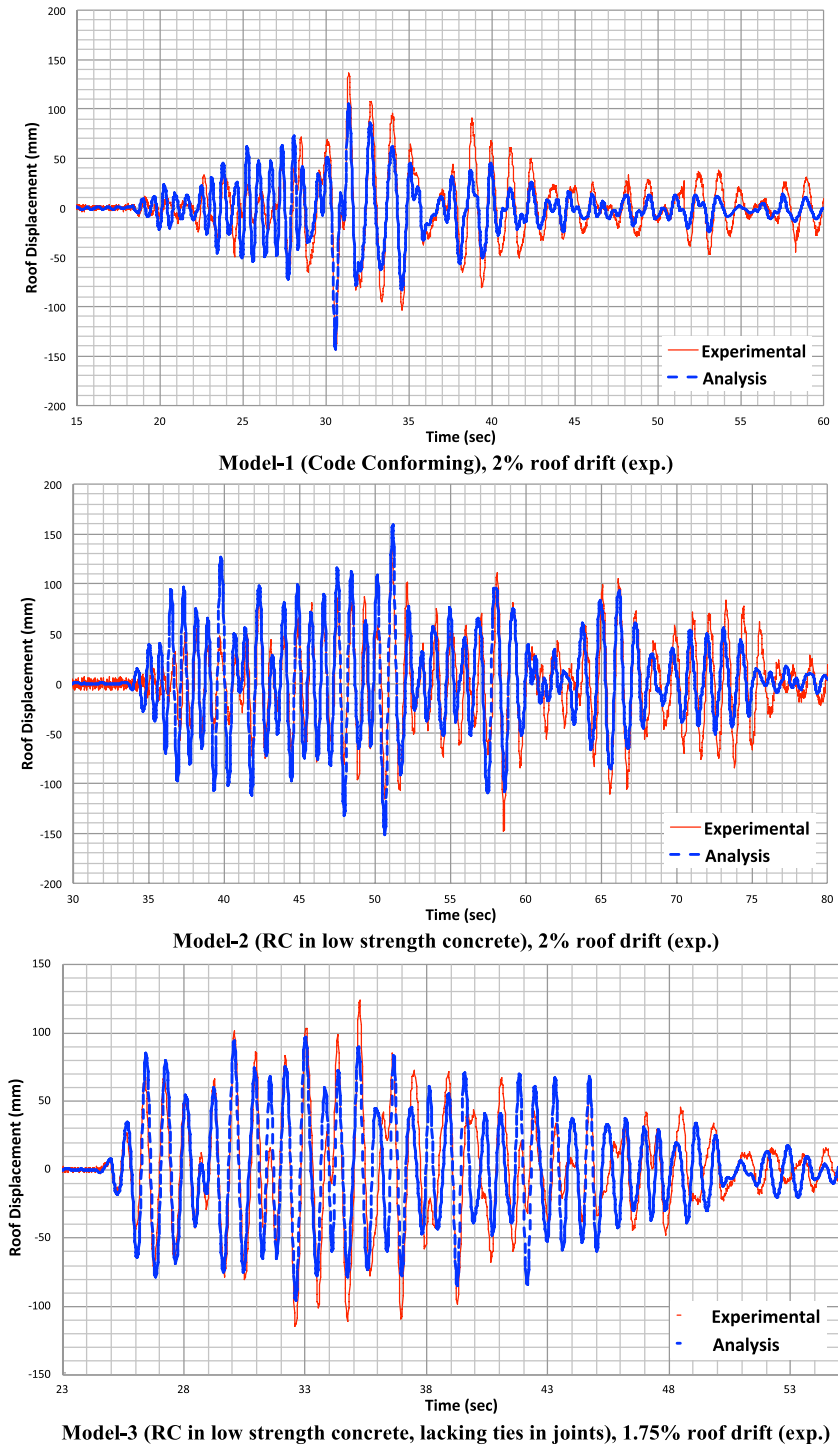 200
150
100
50
0
-50
-100
-150
-200
Roof Displacement (mm)
Experimental
Analysis
15 20 25 30 35 40 45 50 55 60
Time (sec)
Model-1 (Code Conforming), 2% roof drift (exp.)
200
150
100
50
0
-50
-100
-150
-200
Roof Displacement (mm)
Experimental
Analysis
30 35 40 45 50 55 60 65 70 75 80
Time (sec)
Model-2 (RC in low strength concrete), 2% roof drift (exp.)
150
100
50
0
-50
-100
-150
Roof Displacement (mm)
Experimental
Analysis
23 28 33 38 43 48 53
Time (sec)
Model-3 (RC in low strength concrete, lacking ties in joints), 1.75% roof drift (exp.)